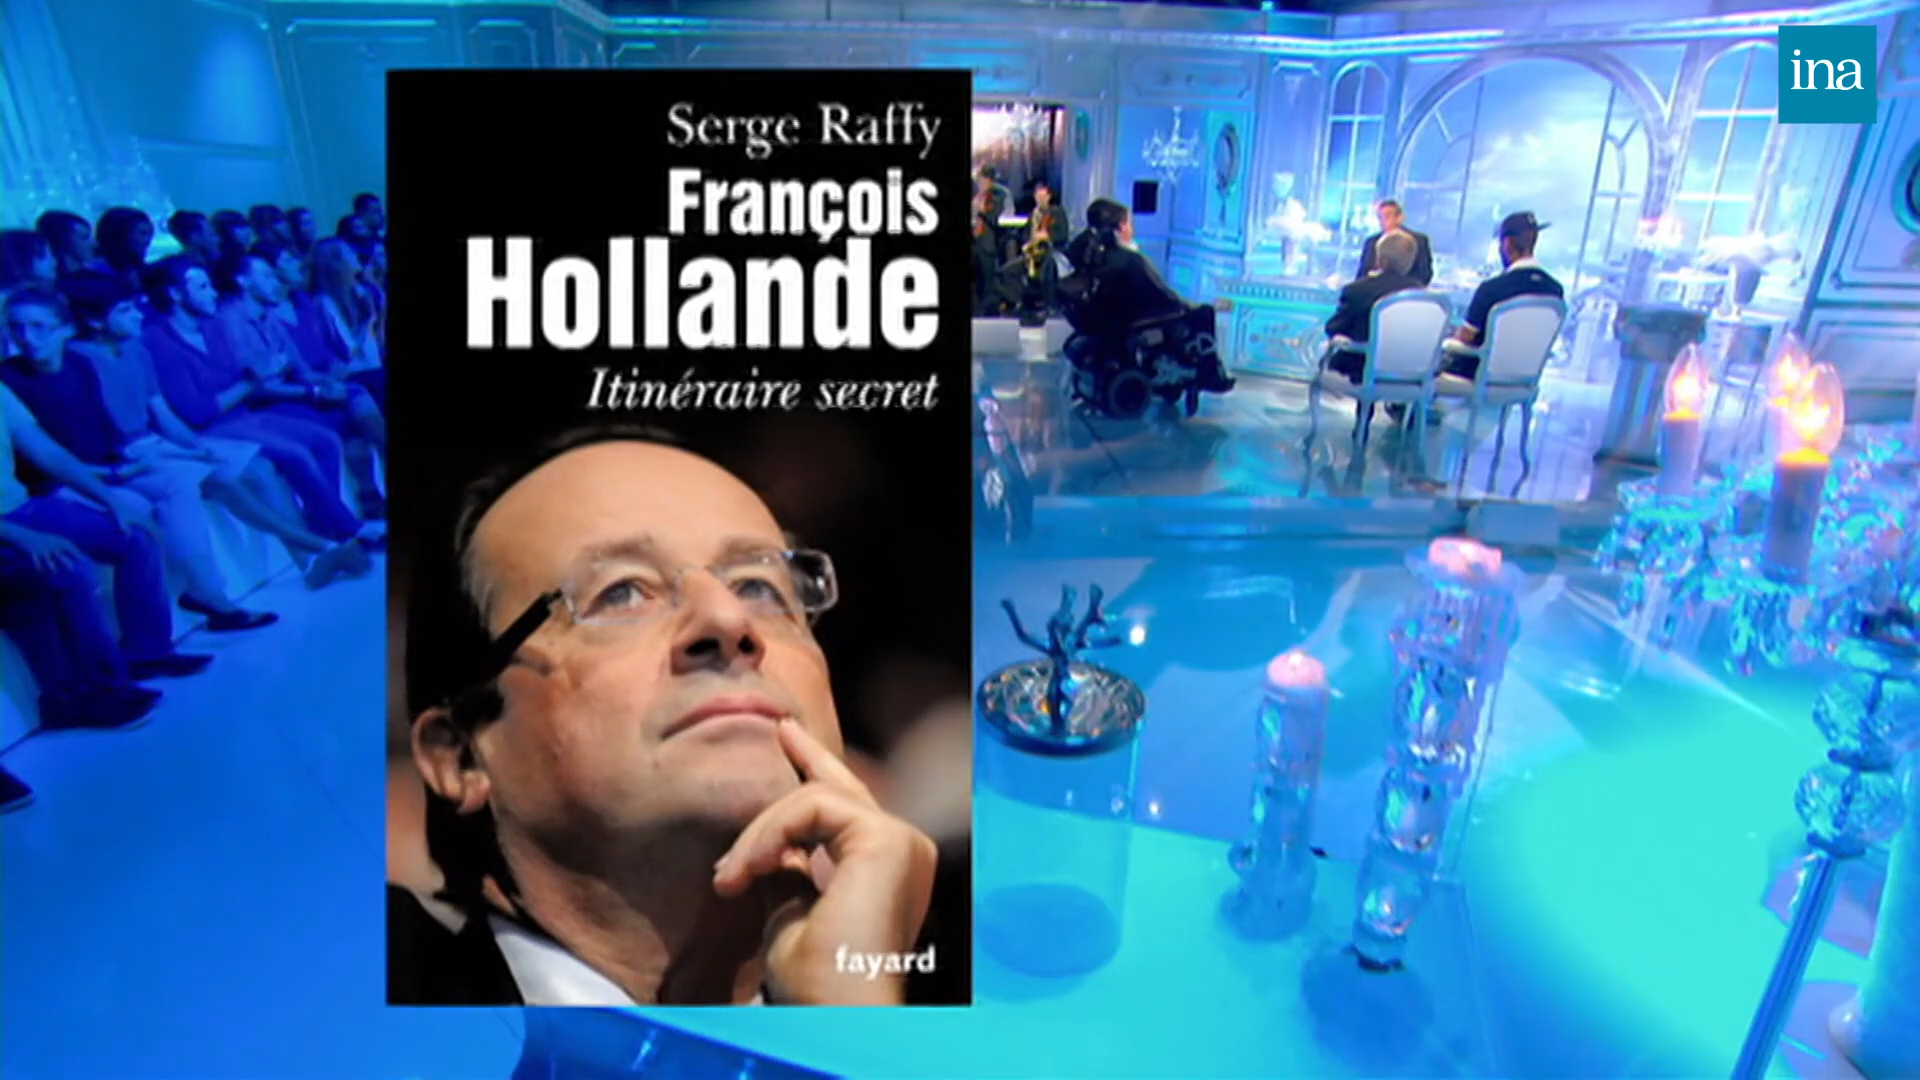 ina
Serge Raffy
François
Hollande
Itinéraire secret
fayard